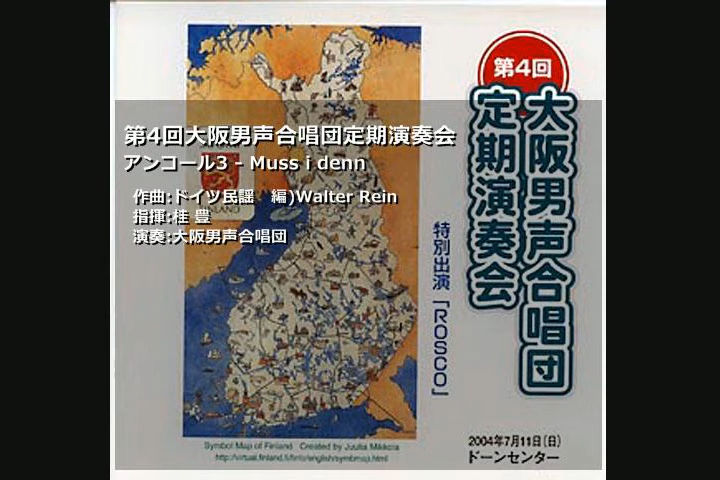 第4回大阪男声合唱団定期演奏会
アンコール3 - Muss i denn
作曲:ドイツ民謡　編)Walter Rein
指揮:桂 豊
演奏:大阪男声合唱団
FINLAND
第4回
大阪男声合唱団
定期演奏会
特別出演「ROSCO」
2004年7月11日(日)
ドーンセンター
Symbol Map of Finland Created by Juulia Mikkola
http://virtual.finland.fi/finfo/english/symbmap.html